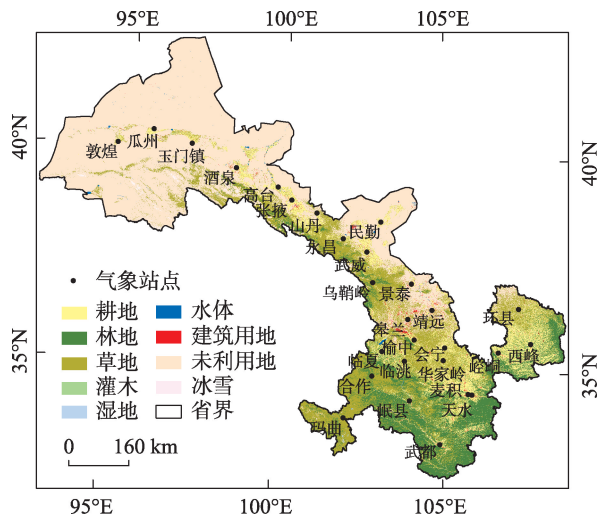 95°E 100°E 105°E
40°N
40°N
瓜州
敦煌
玉门镇
酒泉
高台
张掖
山丹
民勤
永昌
武威
乌鞘岭
景泰
环县
皋兰
靖远
榆中
会宁
西峰
崆峒
临夏
临洮
华家岭
合作
麦积
岷县
天水
玛曲
武都
35°N
35°N
气象站点
耕地 水体
林地 建筑用地
草地 未利用地
灌木 冰雪
湿地 省界
0 160 km
95°E 100°E 105°E